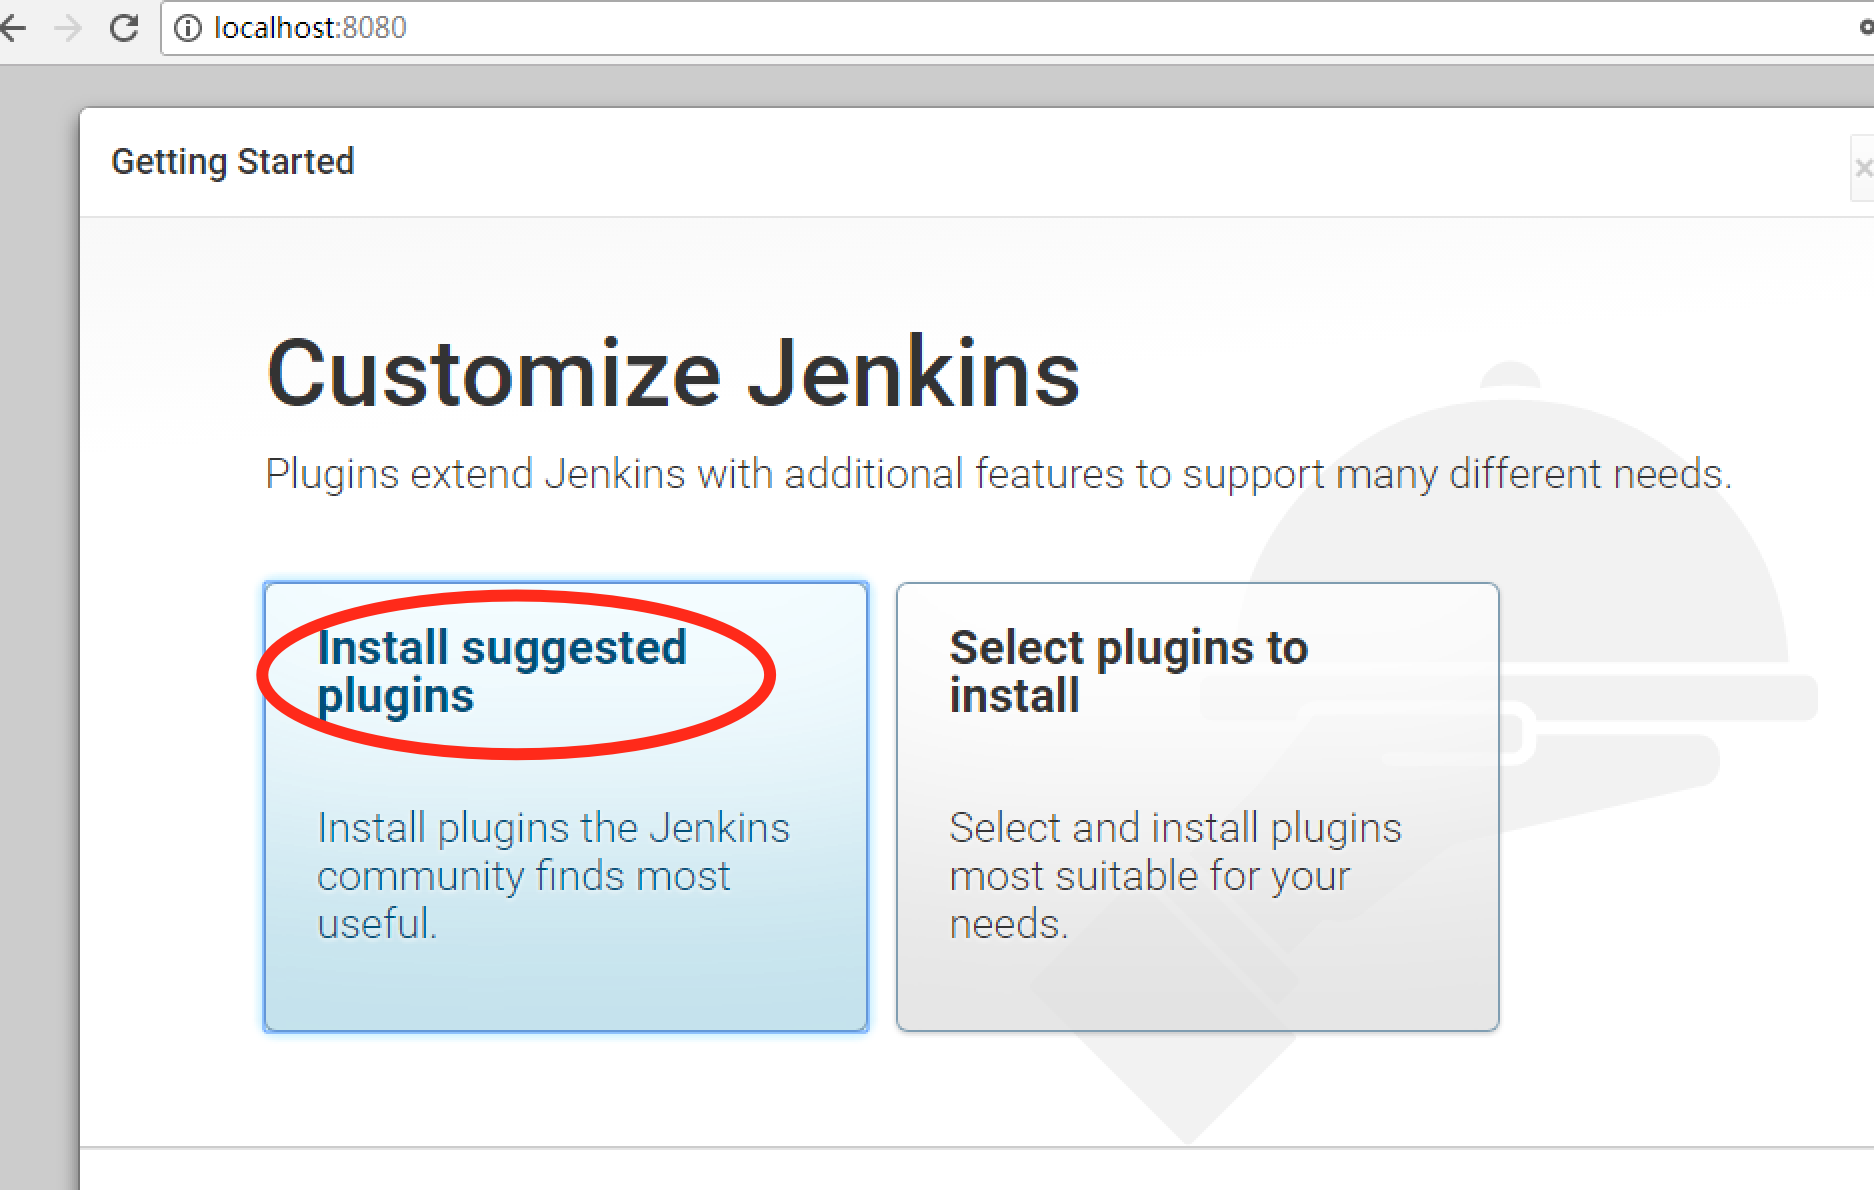 localhost:8080
Getting Started
Customize Jenkins
Plugins extend Jenkins with additional features to support many different needs.
Install suggested
plugins
Install plugins the Jenkins
community finds most
useful.
Select plugins to
install
Select and install plugins
most suitable for your
needs.